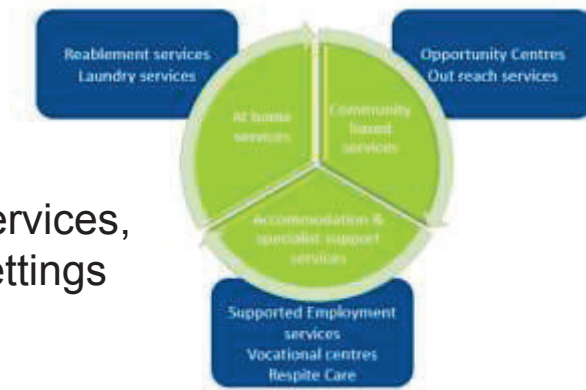 Reablement services
Laundry services
Opportunity Centres
Out reach services
At home
services
Community
based
services
ervices,
ettings
Accommodation &
specialist support
services
Supported Employment
services
Vocational centres
Respite Care